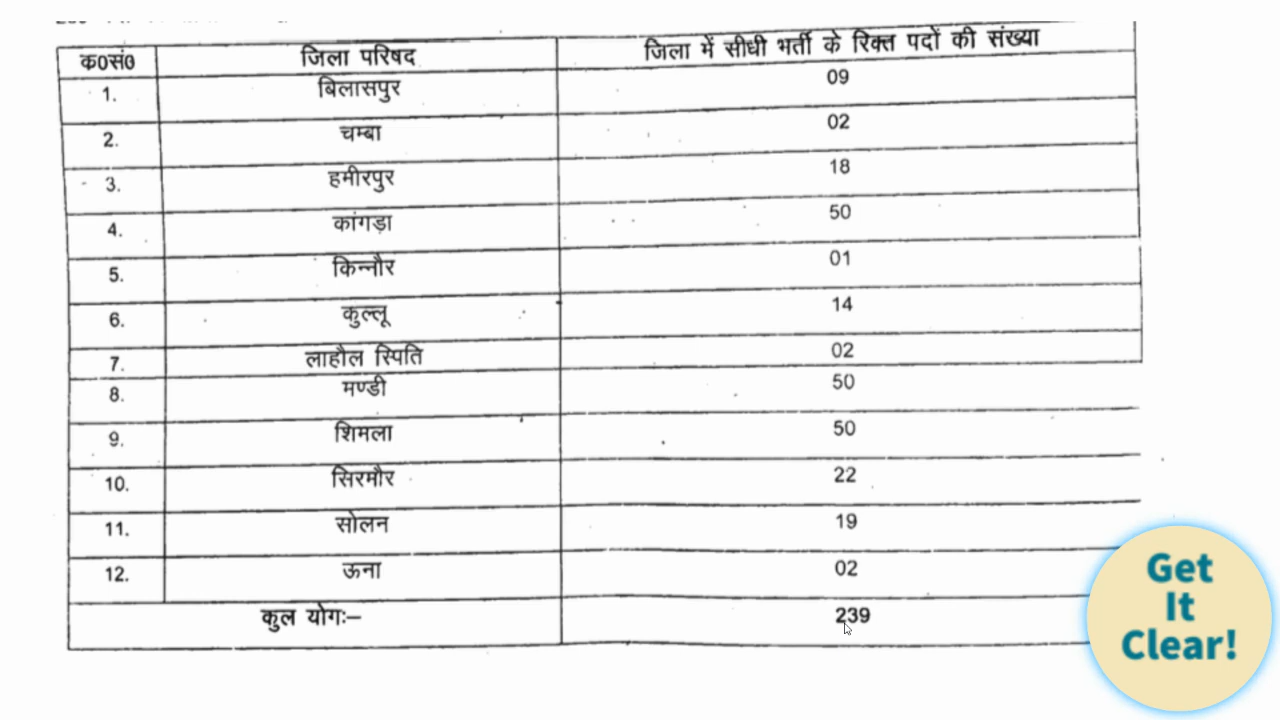 क०सं० जिला परिषद जिला में सीधी भर्ती के रिक्त पदों की संख्या
1. बिलासपुर 09
2. चम्बा 02
3. हमीरपुर 18
4. कांगड़ा 50
5. किन्नौर 01
6. कुल्लू 14
7. लाहौल स्पिति 02
8. मण्डी 50
9. शिमला 50
10. सिरमौर 22
11. सोलन 19
12. ऊना 02
कुल योगः– 239
Get
It
Clear!